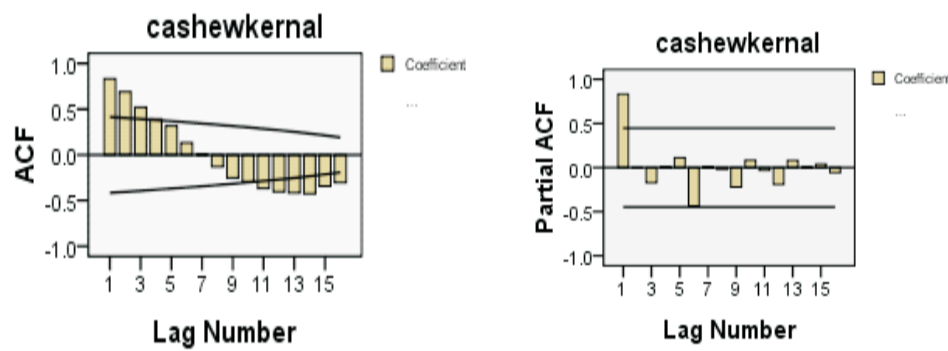 cashewkernal
1.0
0.5
0.0
-0.5
-1.0
ACF
1 3 5 7 9 11 13 15
Lag Number
Coefficient
...
cashewkernal
1.0
0.5
0.0
-0.5
-1.0
Partial ACF
1 3 5 7 9 11 13 15
Lag Number
Coefficien
...